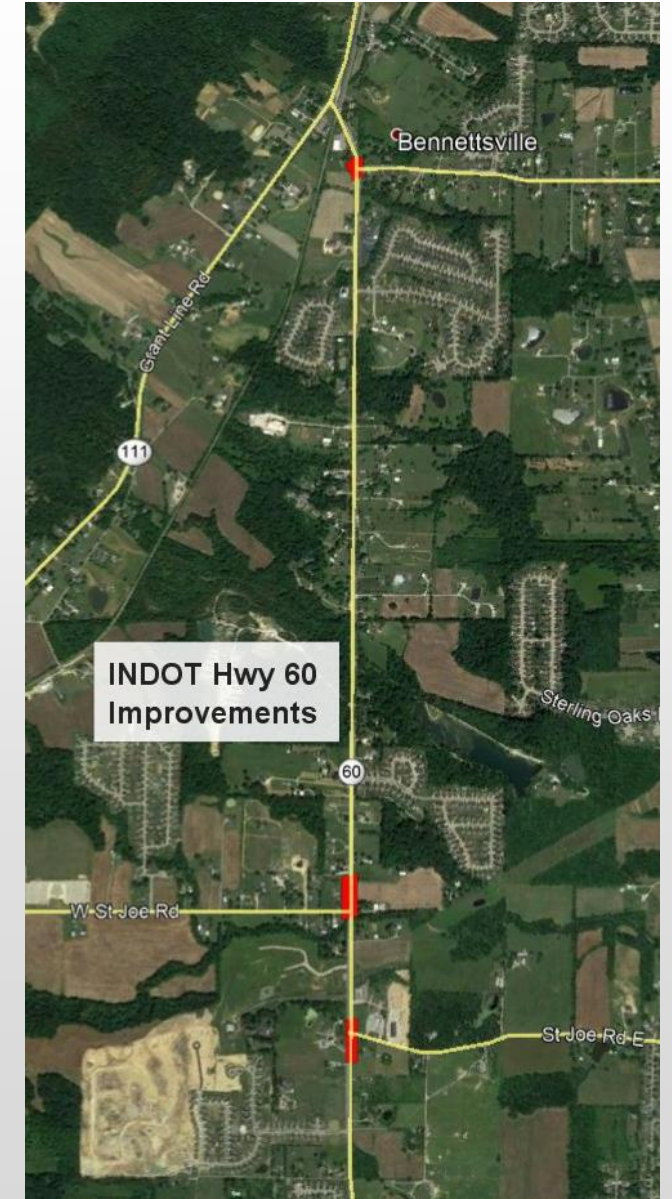 Bennettsville
Grant Line Rd
111
INDOT Hwy 60
Improvements
Sterling Oaks
60
W St Joe Rd
St Joe Rd E